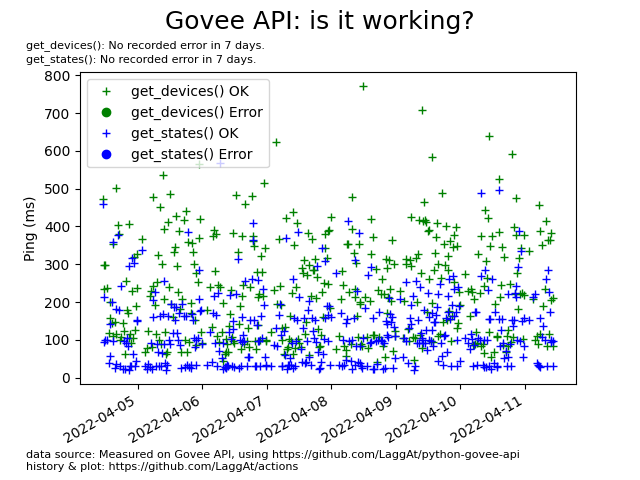 Govee API: is it working?
get_devices(): No recorded error in 7 days.
get_states(): No recorded error in 7 days.
get_devices() OK
get_devices() Error
get_states() OK
get_states() Error
Ping (ms)
800
700
600
500
400
300
200
100
0
2022-04-05
2022-04-06
2022-04-07
2022-04-08
2022-04-09
2022-04-10
2022-04-11
data source: Measured on Govee API, using https://github.com/LaggAt/python-govee-api
history & plot: https://github.com/LaggAt/actions